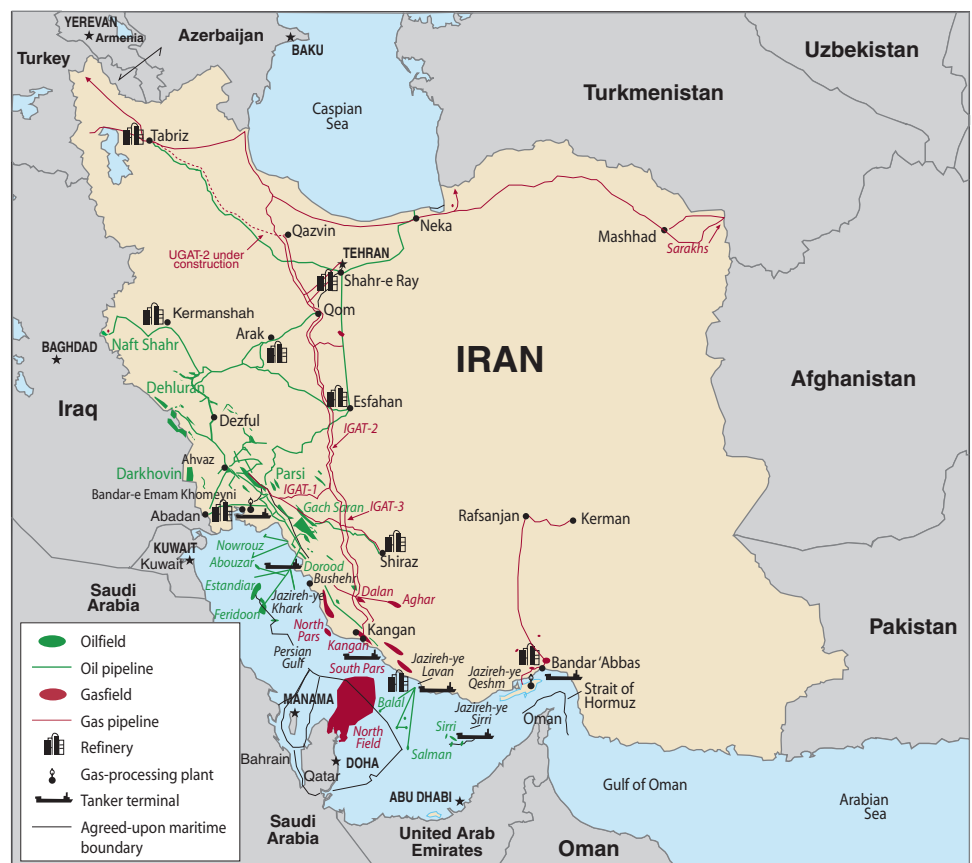 YEREVAN
Armenia
Azerbaijan
BAKU
Uzbekistan
Turkey
Turkmenistan
Caspian
Sea
Tabriz
Neka
Qazvin
Mashhad
Sarakhs
UGAT-2 under
construction
TEHRAN
Shahr-e Ray
Kermanshah
Qom
Arak
Naft Shahr
BAGHDAD
IRAN
Afghanistan
Iraq
Dehluran
Esfahan
Dezful
IGAT-2
Ahvaz
Darkhovin
Parsi
Bandar-e Emam Khomeyni
IGAT-1
Gach Saran
IGAT-3
Abadan
Rafsanjan
Kerman
KUWAIT
Kuwait
Nowrouz
Abouzar
Dorood
Shiraz
Bushehr
Saudi
Arabia
Estandiar
Jazireh-ye
Khark
Feridoon
Dalan
Aghar
North
Pars
Kangan
Pakistan
Persian
Gulf
Kangan
South Pars
Jazireh-ye
Lavan
Jazireh-ye
Qeshm
Bandar 'Abbas
Strait of
Hormuz
MANAMA
Balal
Jazireh-ye
Sirri
Oman
North
Field
Sirri
Salman
Bahrain
Qatar
DOHA
ABU DHABI
Gulf of Oman
Arabian
Sea
Saudi
Arabia
United Arab
Emirates
Oman
Oilfield
Oil pipeline
Gasfield
Gas pipeline
Refinery
Gas-processing plant
Tanker terminal
Agreed-upon maritime
boundary